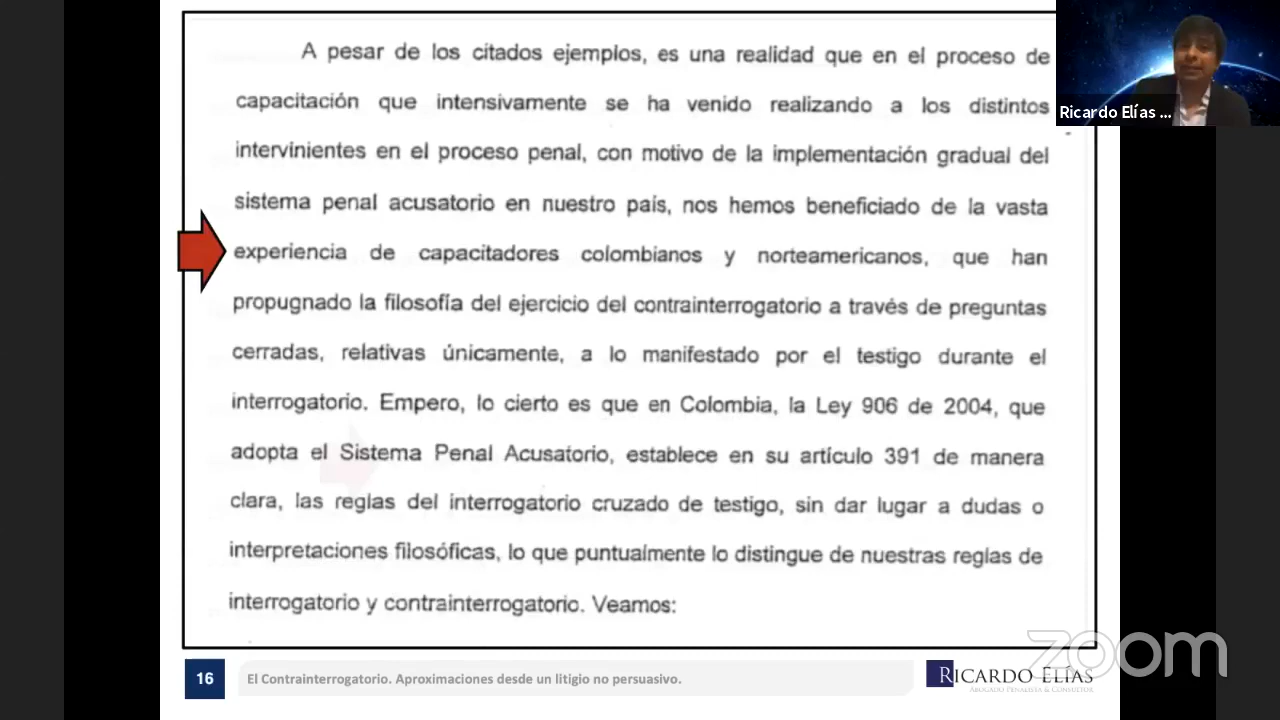 A pesar de los citados ejemplos, es una realidad que en el proceso de
capacitación que intensivamente se ha venido realizando a los distintos
intervinientes en el proceso penal, con motivo de la implementación gradual del
sistema penal acusatorio en nuestro país, nos hemos beneficiado de la vasta
experiencia de capacitadores colombianos y norteamericanos, que han
propugnado la filosofía del ejercicio del contrainterrogatorio a través de preguntas
cerradas, relativas únicamente, a lo manifestado por el testigo durante el
interrogatorio. Empero, lo cierto es que en Colombia, la Ley 906 de 2004, que
adopta el Sistema Penal Acusatorio, establece en su artículo 391 de manera
clara, las reglas del interrogatorio cruzado de testigo, sin dar lugar a dudas o
interpretaciones filosóficas, lo que puntualmente lo distingue de nuestras reglas de
interrogatorio y contrainterrogatorio. Veamos:
Ricardo Elías ...
16
El Contrainterrogatorio. Aproximaciones desde un litigio no persuasivo.
RICARDO ELÍAS
ABOGADO PENALISTA & CONSULTOR
zoom